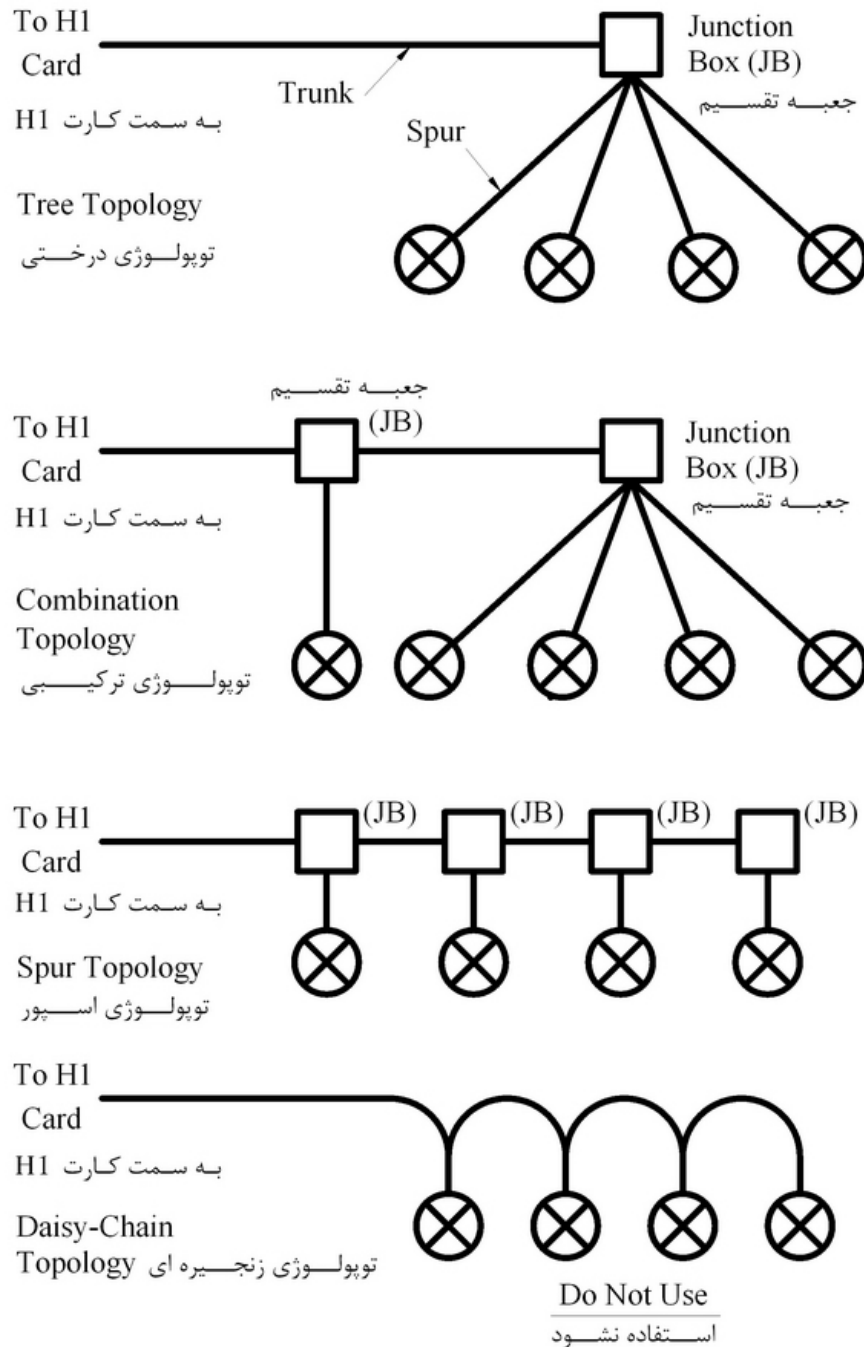 To H1
Card
به سمت کارت H1
Trunk
Spur
Junction
Box (JB)
جعبه تقسیم
Tree Topology
توپولوژی درختی
جعبه تقسیم
(JB)
To H1
Card
به سمت کارت H1
Junction
Box (JB)
جعبه تقسیم
Combination
Topology
توپولوژی ترکیبی
To H1
Card
به سمت کارت H1
(JB)
(JB)
(JB)
(JB)
Spur Topology
توپولوژی اسپور
To H1
Card
به سمت کارت H1
Daisy-Chain
Topology توپولوژی زنجیره ای
Do Not Use
استفاده نشود